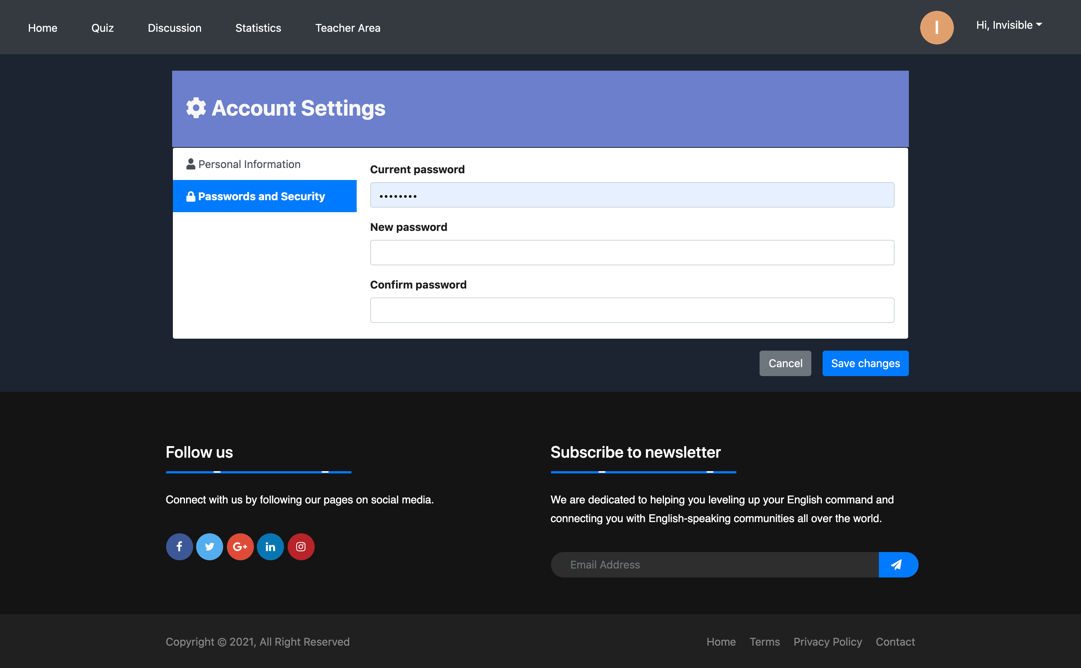 Home Quiz Discussion Statistics Teacher Area I Hi, Invisible
Account Settings
Personal Information
Passwords and Security
Current password
••••••••
New password
Confirm password
Cancel Save changes
Follow us
Connect with us by following our pages on social media.
f G+ in
Subscribe to newsletter
We are dedicated to helping you leveling up your English command and
connecting you with English-speaking communities all over the world.
Email Address
Copyright © 2021, All Right Reserved
Home Terms Privacy Policy Contact